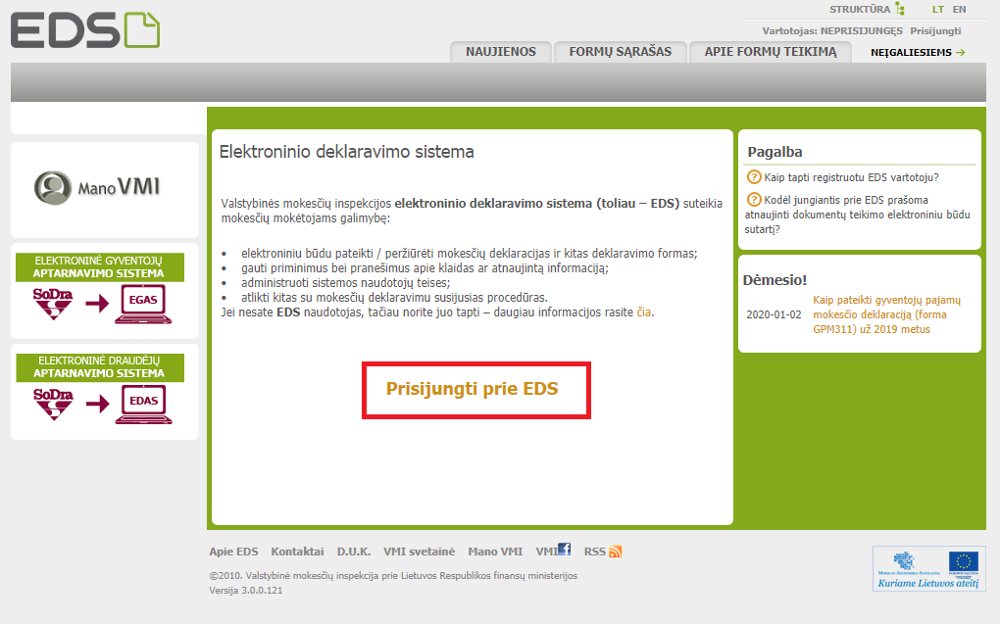 EDS
STRUKTŪRA LT EN
Vartotojas: NEPRISIJUNGĘS Prisijungti
NAUJIENOS FORMŲ SĄRAŠAS APIE FORMŲ TEIKIMĄ NEĮGALIESIEMS
Mano VMI
ELEKTRONINĖ GYVENTOJŲ
APTARNAVIMO SISTEMA
SoDra EGAS
ELEKTRONINĖ DRAUDĖJŲ
APTARNAVIMO SISTEMA
SoDra EDAS
Elektroninio deklaravimo sistema
Valstybinės mokesčių inspekcijos elektroninio deklaravimo sistema (toliau – EDS) suteikia
mokesčių mokėtojams galimybę:
• elektroniniu būdu pateikti / peržiūrėti mokesčių deklaracijas ir kitas deklaravimo formas;
• gauti priminimus bei pranešimus apie klaidas ar atnaujintą informaciją;
• administruoti sistemos naudotojų teises;
• atlikti kitas su mokesčių deklaravimu susijusias procedūras.
Jei nesate EDS naudotojas, tačiau norite juo tapti – daugiau informacijos rasite čia.
Prisijungti prie EDS
Pagalba
? Kaip tapti registruotu EDS vartotoju?
? Kodėl jungiantis prie EDS prašoma
atnaujinti dokumentų teikimo elektroniniu būdu
sutartį?
Dėmesio!
2020-01-02
Kaip pateikti gyventojų pajamų
mokesčio deklaraciją (forma
GPM311) už 2019 metus
Apie EDS Kontaktai D.U.K. VMI svetainė Mano VMI VMI f RSS
©2010. Valstybinė mokesčių inspekcija prie Lietuvos Respublikos finansų ministerijos
Versija 3.0.0.121
Kuriame Lietuvos ateitį